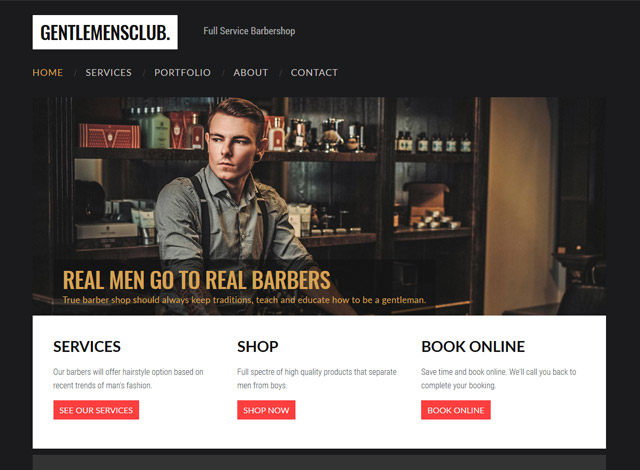 GENTLEMENSCLUB.
Full Service Barbershop
HOME / SERVICES / PORTFOLIO / ABOUT / CONTACT
REAL MEN GO TO REAL BARBERS
True barber shop should always keep traditions, teach and educate how to be a gentleman.
SERVICES
Our barbers will offer hairstyle option based on
recent trends of man's fashion.
SEE OUR SERVICES
SHOP
Full spectre of high quality products that separate
men from boys.
SHOP NOW
BOOK ONLINE
Save time and book online. We'll call you back to
complete your booking.
BOOK ONLINE